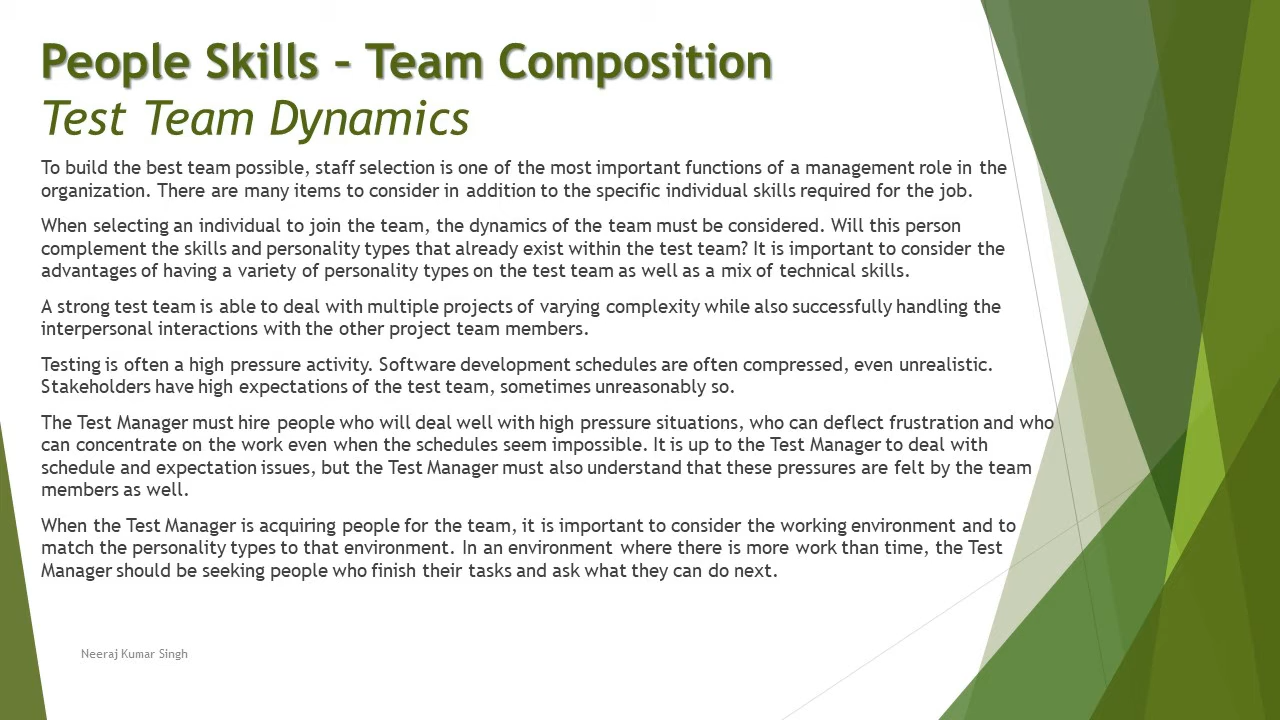 People Skills – Team Composition
Test Team Dynamics
To build the best team possible, staff selection is one of the most important functions of a management role in the
organization. There are many items to consider in addition to the specific individual skills required for the job.
When selecting an individual to join the team, the dynamics of the team must be considered. Will this person
complement the skills and personality types that already exist within the test team? It is important to consider the
advantages of having a variety of personality types on the test team as well as a mix of technical skills.
A strong test team is able to deal with multiple projects of varying complexity while also successfully handling the
interpersonal interactions with the other project team members.
Testing is often a high pressure activity. Software development schedules are often compressed, even unrealistic.
Stakeholders have high expectations of the test team, sometimes unreasonably so.
The Test Manager must hire people who will deal well with high pressure situations, who can deflect frustration and who
can concentrate on the work even when the schedules seem impossible. It is up to the Test Manager to deal with
schedule and expectation issues, but the Test Manager must also understand that these pressures are felt by the team
members as well.
When the Test Manager is acquiring people for the team, it is important to consider the working environment and to
match the personality types to that environment. In an environment where there is more work than time, the Test
Manager should be seeking people who finish their tasks and ask what they can do next.
Neeraj Kumar Singh